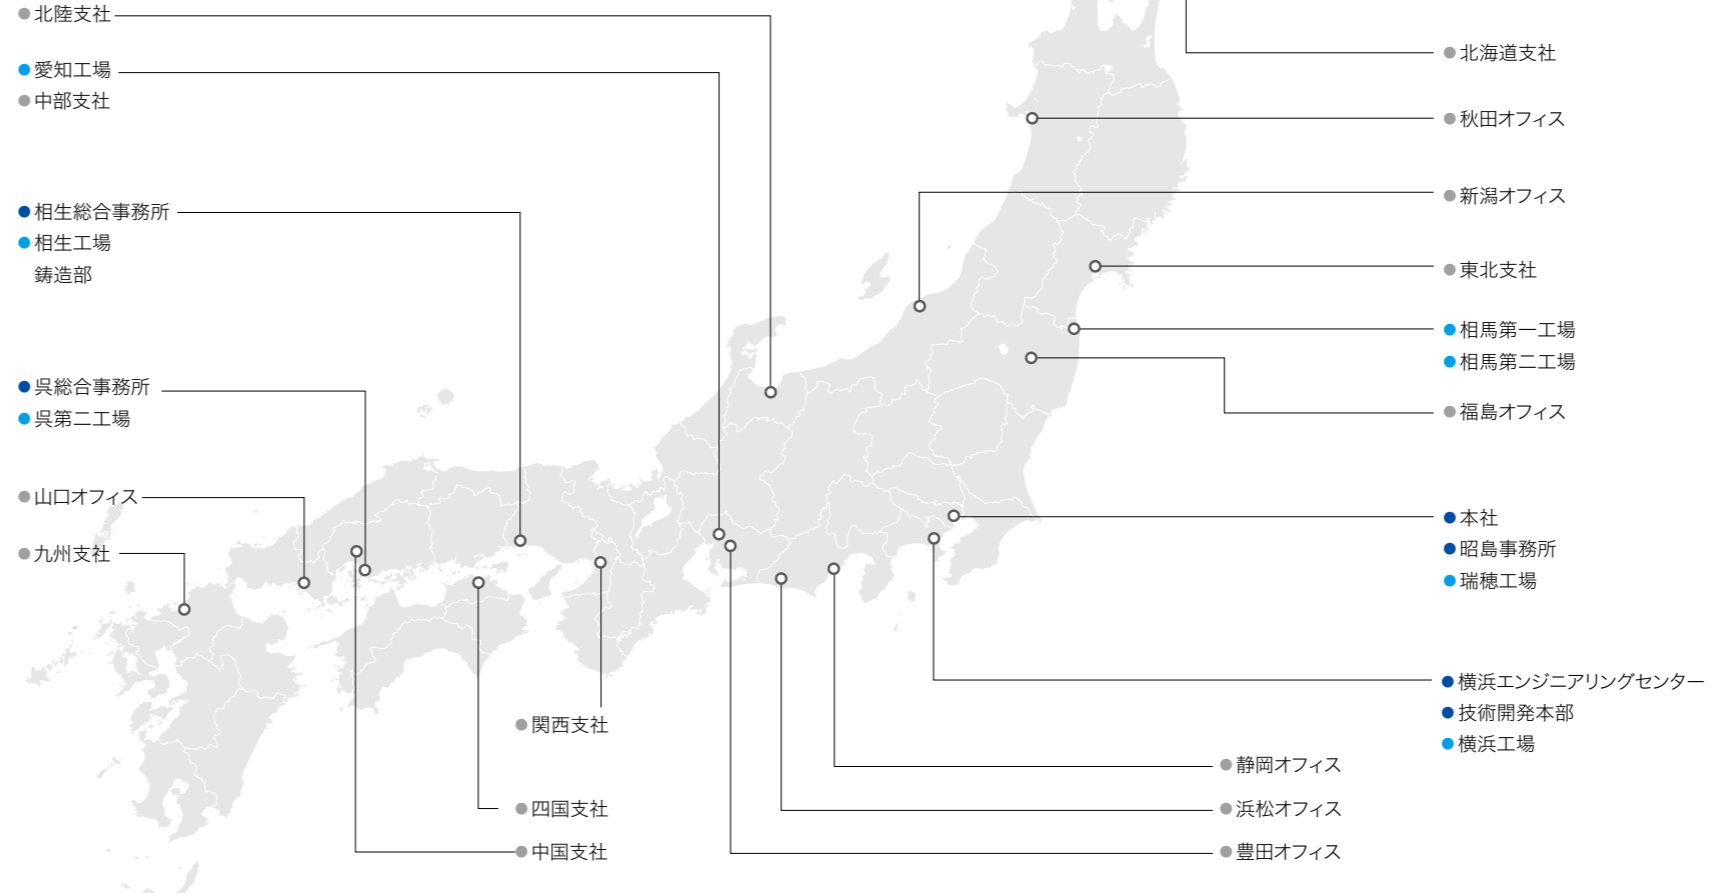 北陸支社
愛知工場
中部支社
相生総合事務所
相生工場
鋳造部
呉総合事務所
呉第二工場
山口オフィス
九州支社
関西支社
四国支社
中国支社
北海道支社
秋田オフィス
新潟オフィス
東北支社
相馬第一工場
相馬第二工場
福島オフィス
本社
昭島事務所
瑞穂工場
横浜エンジニアリングセンター
技術開発本部
横浜工場
静岡オフィス
浜松オフィス
豊田オフィス